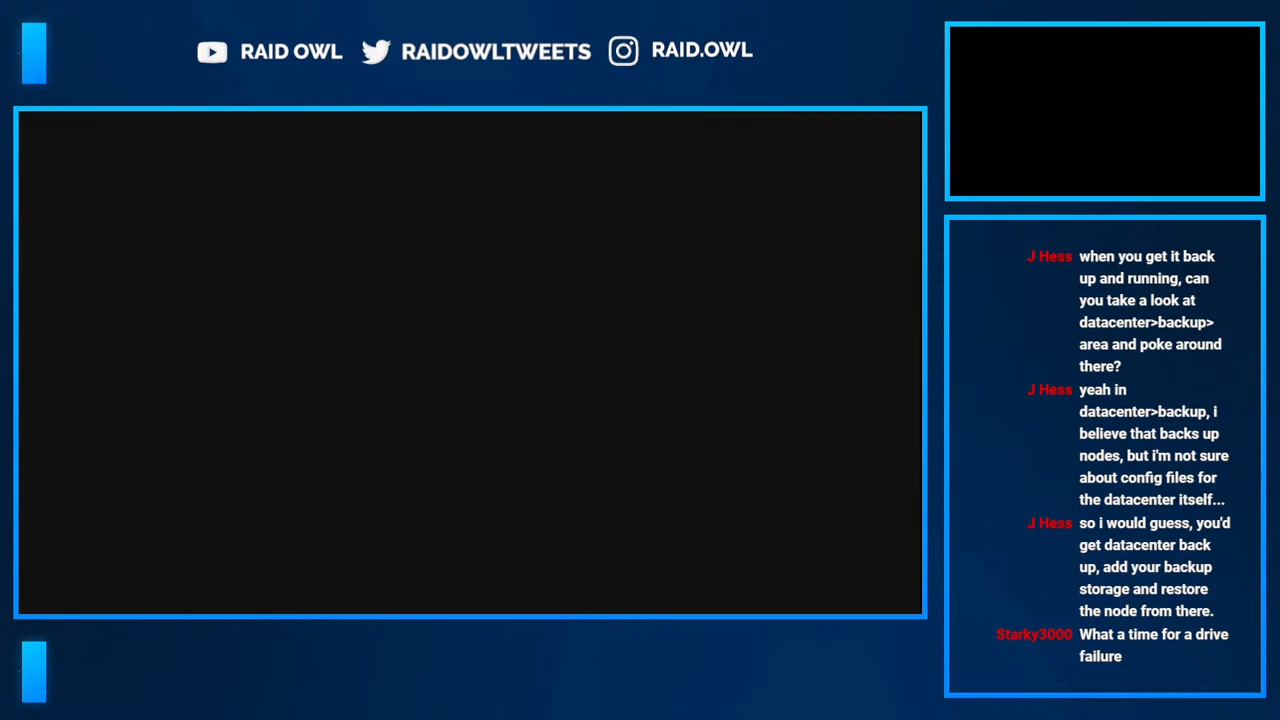 RAID OWL RAIDOWLTWEETS RAID.OWL
J Hess when you get it back
up and running, can
you take a look at
datacenter>backup>
area and poke around
there?
J Hess yeah in
datacenter>backup, i
believe that backs up
nodes, but i'm not sure
about config files for
the datacenter itself...
J Hess so i would guess, you'd
get datacenter back
up, add your backup
storage and restore
the node from there.
Starky3000 What a time for a drive
failure